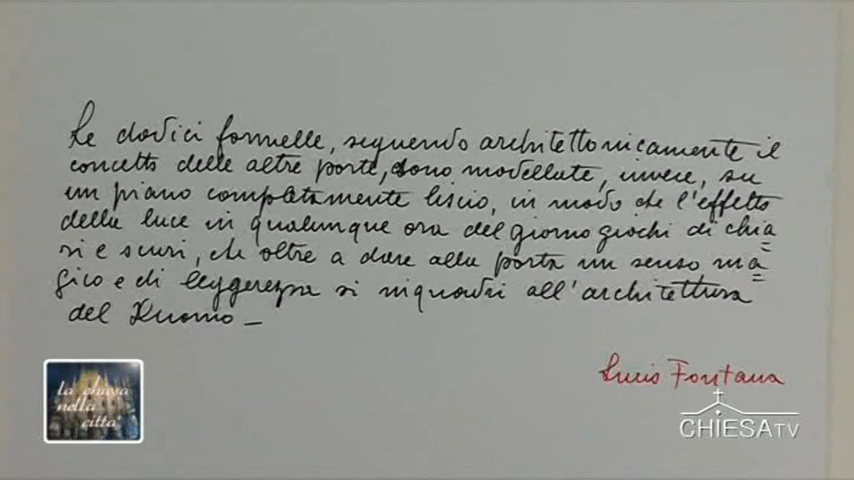 Le dodici formelle, seguendo architettonicamente il
concetto delle altre porte, sono modellate, invece, su
un piano completamente liscio, in modo che l'effetto
della luce in qualunque ora del giorno giochi di chia=
ri e scuri, che oltre a dare alla porta un senso ma=
gico e di leggerezza si inquadri all'architettura
del Duomo_
Lucio Fontana
la chiesa
nella
città
CHIESATV